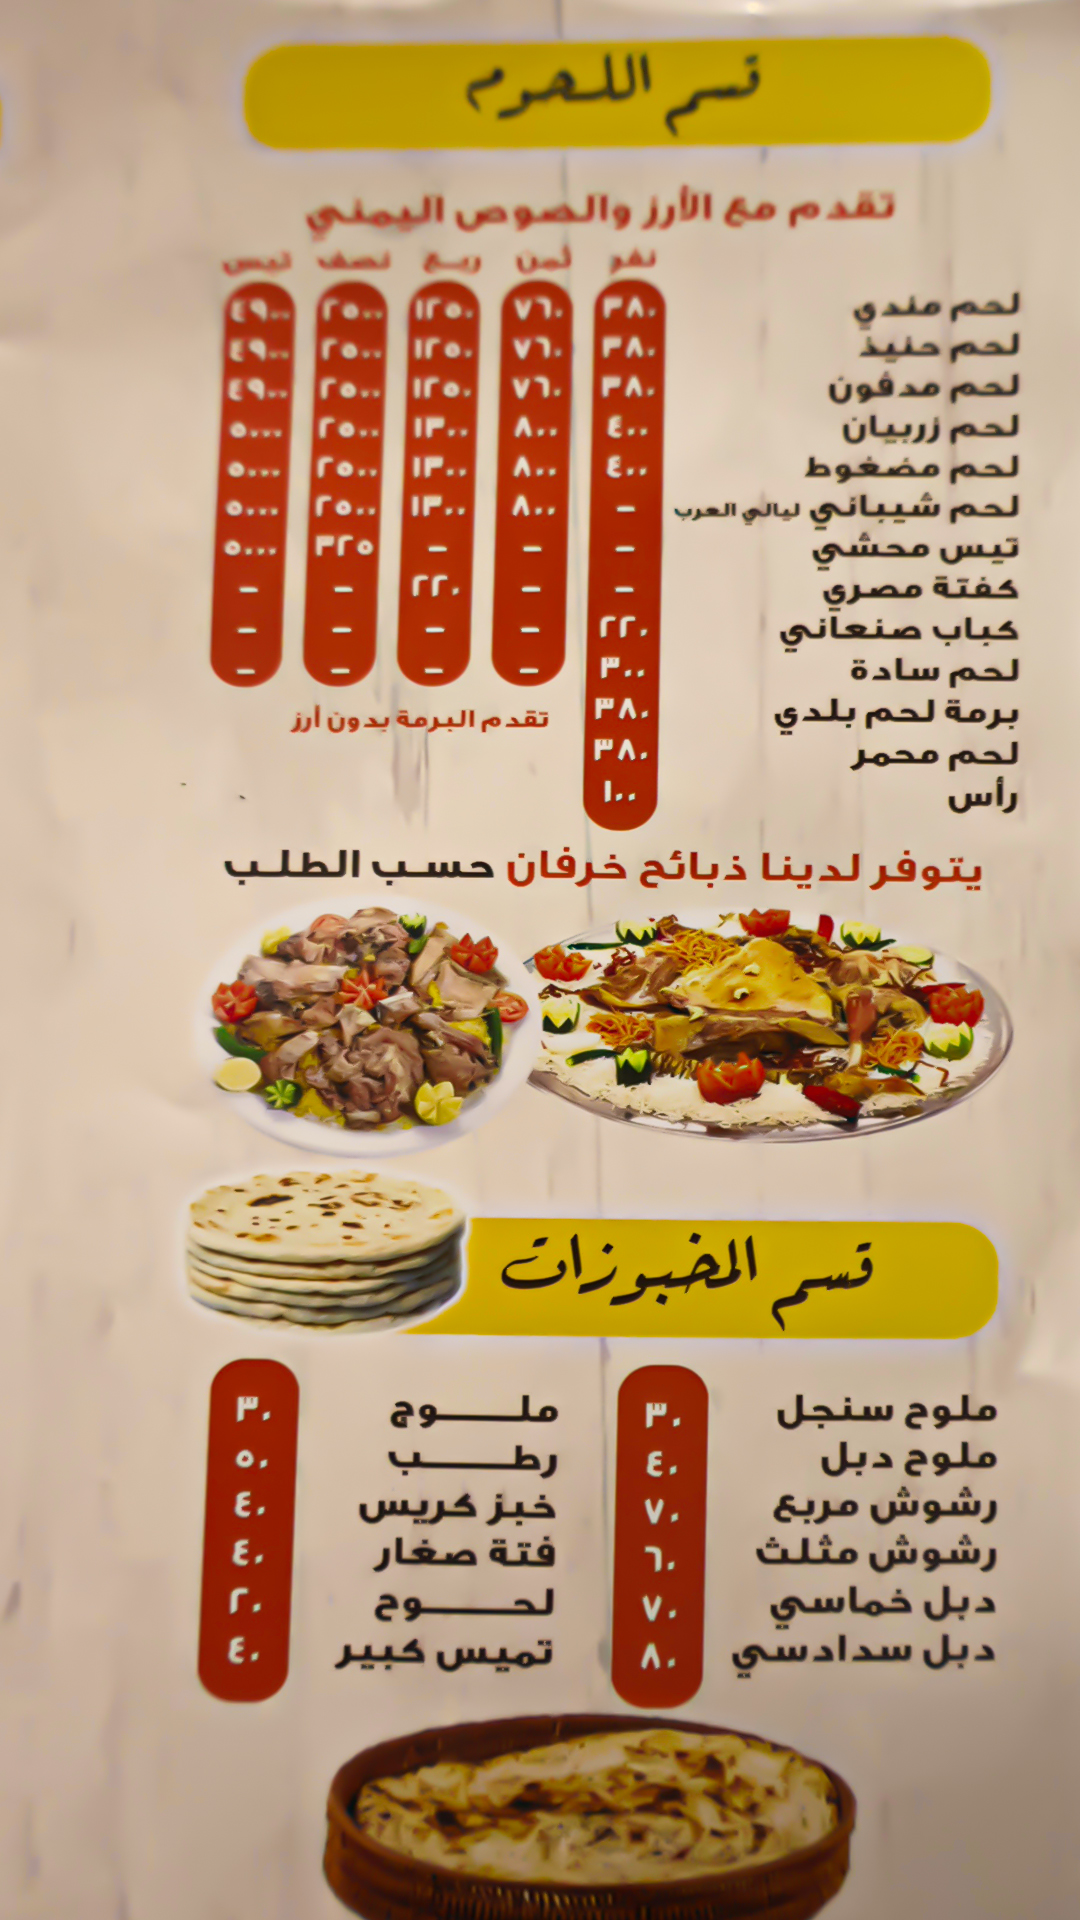 قسم اللحوم
تقدم مع الأرز والصوص اليمني
نفر ثمن ربع نصف تيس
لحم مندي ٣٨٠ ٧٦٠ ١٢٥٠ ٢٥٠٠ ٤٩٠٠
لحم حنيذ ٣٨٠ ٧٦٠ ١٢٥٠ ٢٥٠٠ ٤٩٠٠
لحم مدفون ٣٨٠ ٧٦٠ ١٢٥٠ ٢٥٠٠ ٤٩٠٠
لحم زربيان ٤٠٠ ٨٠٠ ١٣٠٠ ٢٥٠٠ ٥٠٠٠
لحم مضغوط ٤٠٠ ٨٠٠ ١٣٠٠ ٢٥٠٠ ٥٠٠٠
لحم شيباني ليالي العرب - ٨٠٠ ١٣٠٠ ٢٥٠٠ ٥٠٠٠
تيس محشي - - - ٣٢٥٠ ٥٠٠٠
كفتة مصري - - ٢٢٠ - -
كباب صنعاني ٢٢٠ - - - -
لحم سادة ٣٠٠ - - - -
برمة لحم بلدي ٣٨٠
تقدم البرمة بدون أرز
لحم محمر ٣٨٠
رأس ١٠٠
يتوفر لدينا ذبائح خرفان حسب الطلب
قسم المخبوزات
ملوح سنجل ٣٠ ملـــوج ٣٠
ملوح دبل ٤٠ رطـــب ٥٠
رشوش مربع ٧٠ خبز كريس ٤٠
رشوش مثلث ٦٠ فتة صغار ٤٠
دبل خماسي ٧٠ لحـــوح ٢٠
دبل سدادسي ٨٠ تميس كبير ٤٠